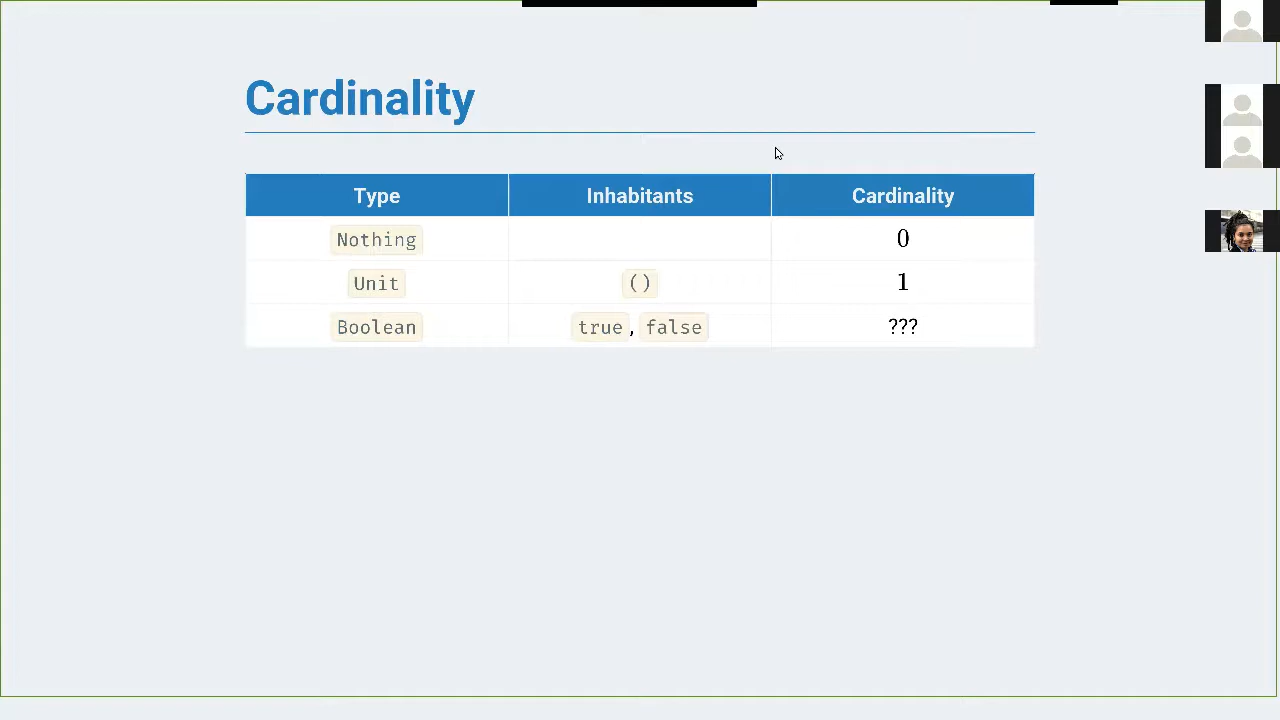 Cardinality
Type Inhabitants Cardinality
Nothing 0
Unit () 1
Boolean true, false ???